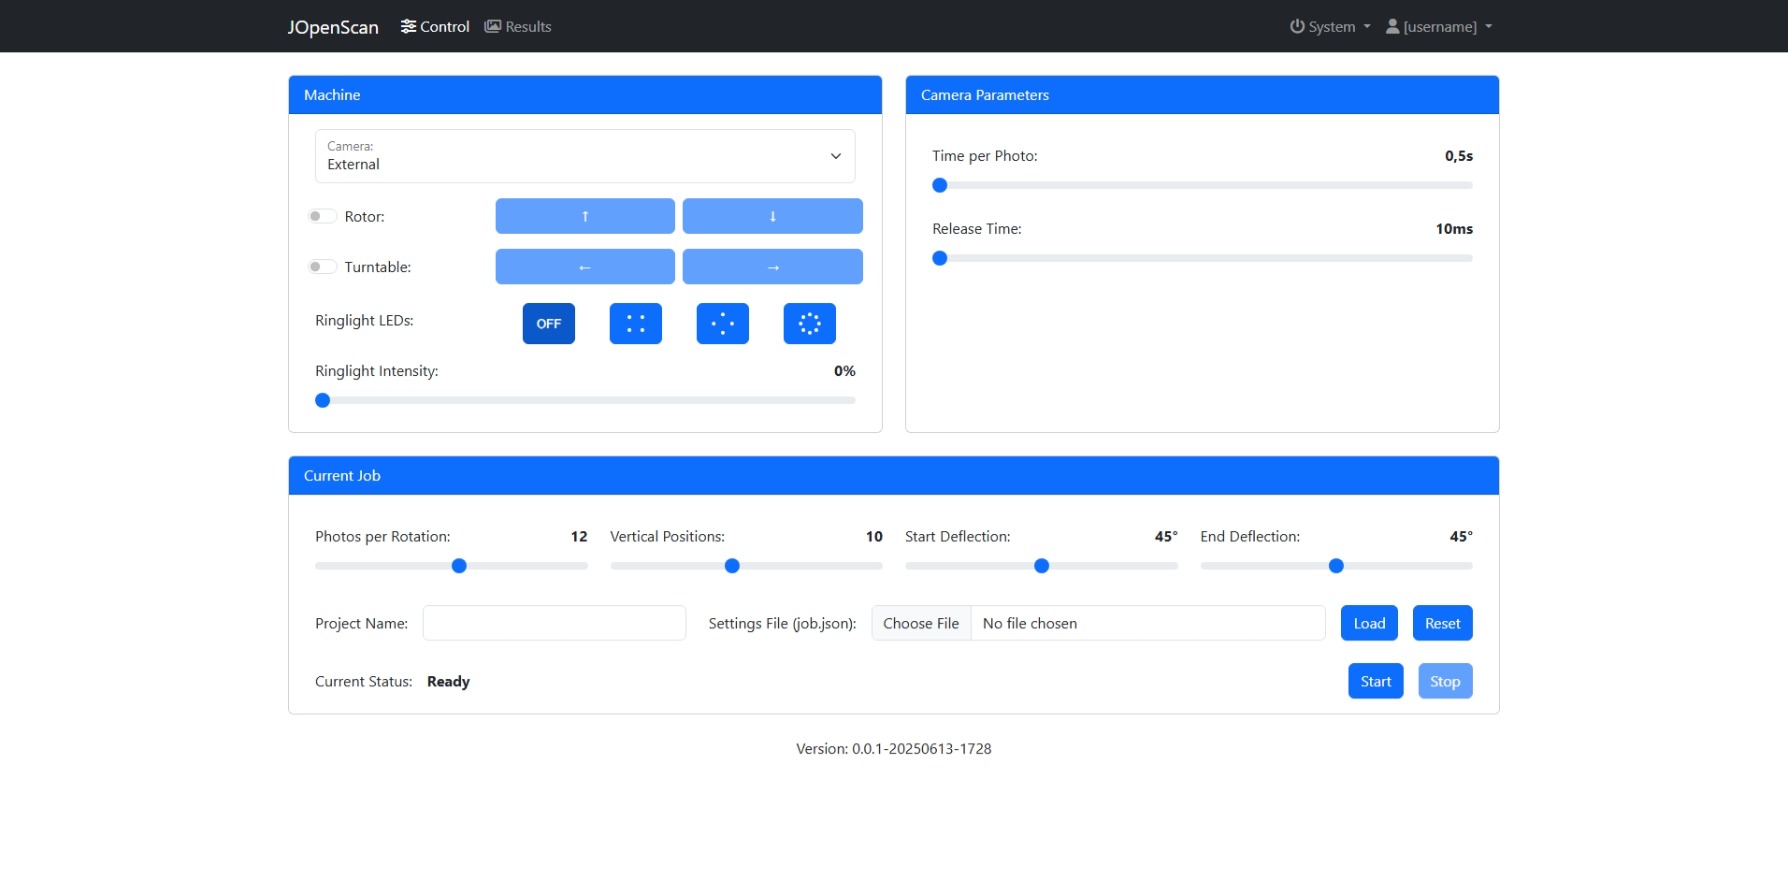 JOpenScan Control Results System [username]
Machine
Camera:
External
Rotor: ↑ ↓
Turntable: ← →
Ringlight LEDs: OFF
Ringlight Intensity: 0%
Camera Parameters
Time per Photo: 0,5s
Release Time: 10ms
Current Job
Photos per Rotation: 12 Vertical Positions: 10 Start Deflection: 45° End Deflection: 45°
Project Name: Settings File (job.json): Choose File No file chosen Load Reset
Current Status: Ready Start Stop
Version: 0.0.1-20250613-1728